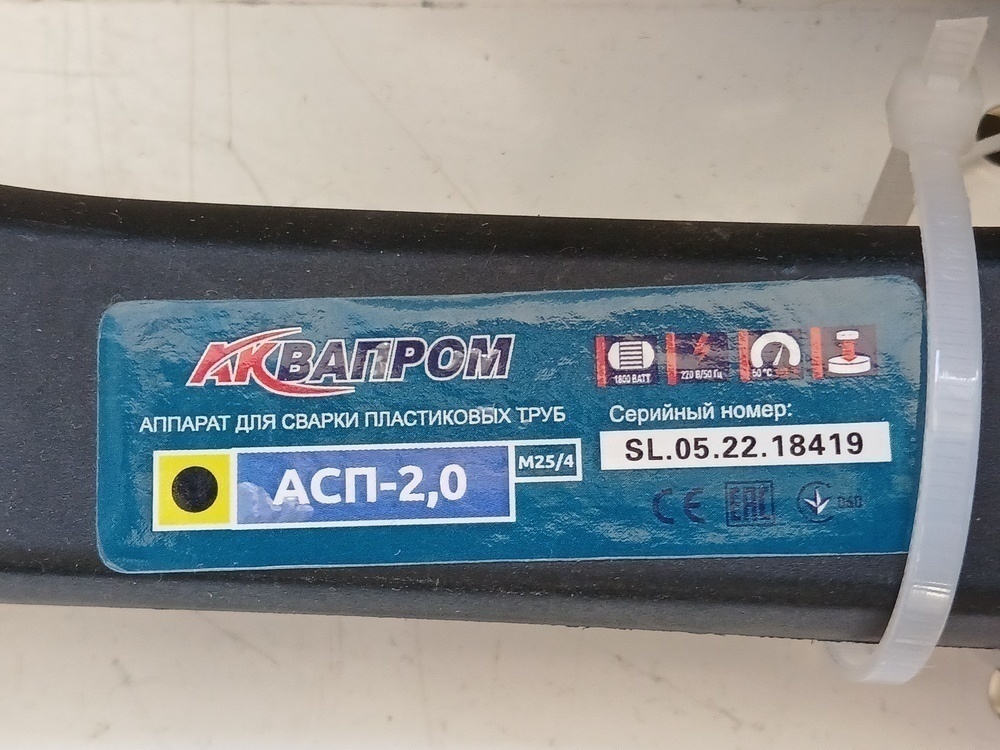 АКВАПРОМ
АППАРАТ ДЛЯ СВАРКИ ПЛАСТИКОВЫХ ТРУБ
АСП-2,0
М25/4
1800 ВАТТ
220 В/50 Гц
Серийный номер:
SL.05.22.18419
CE
EAC